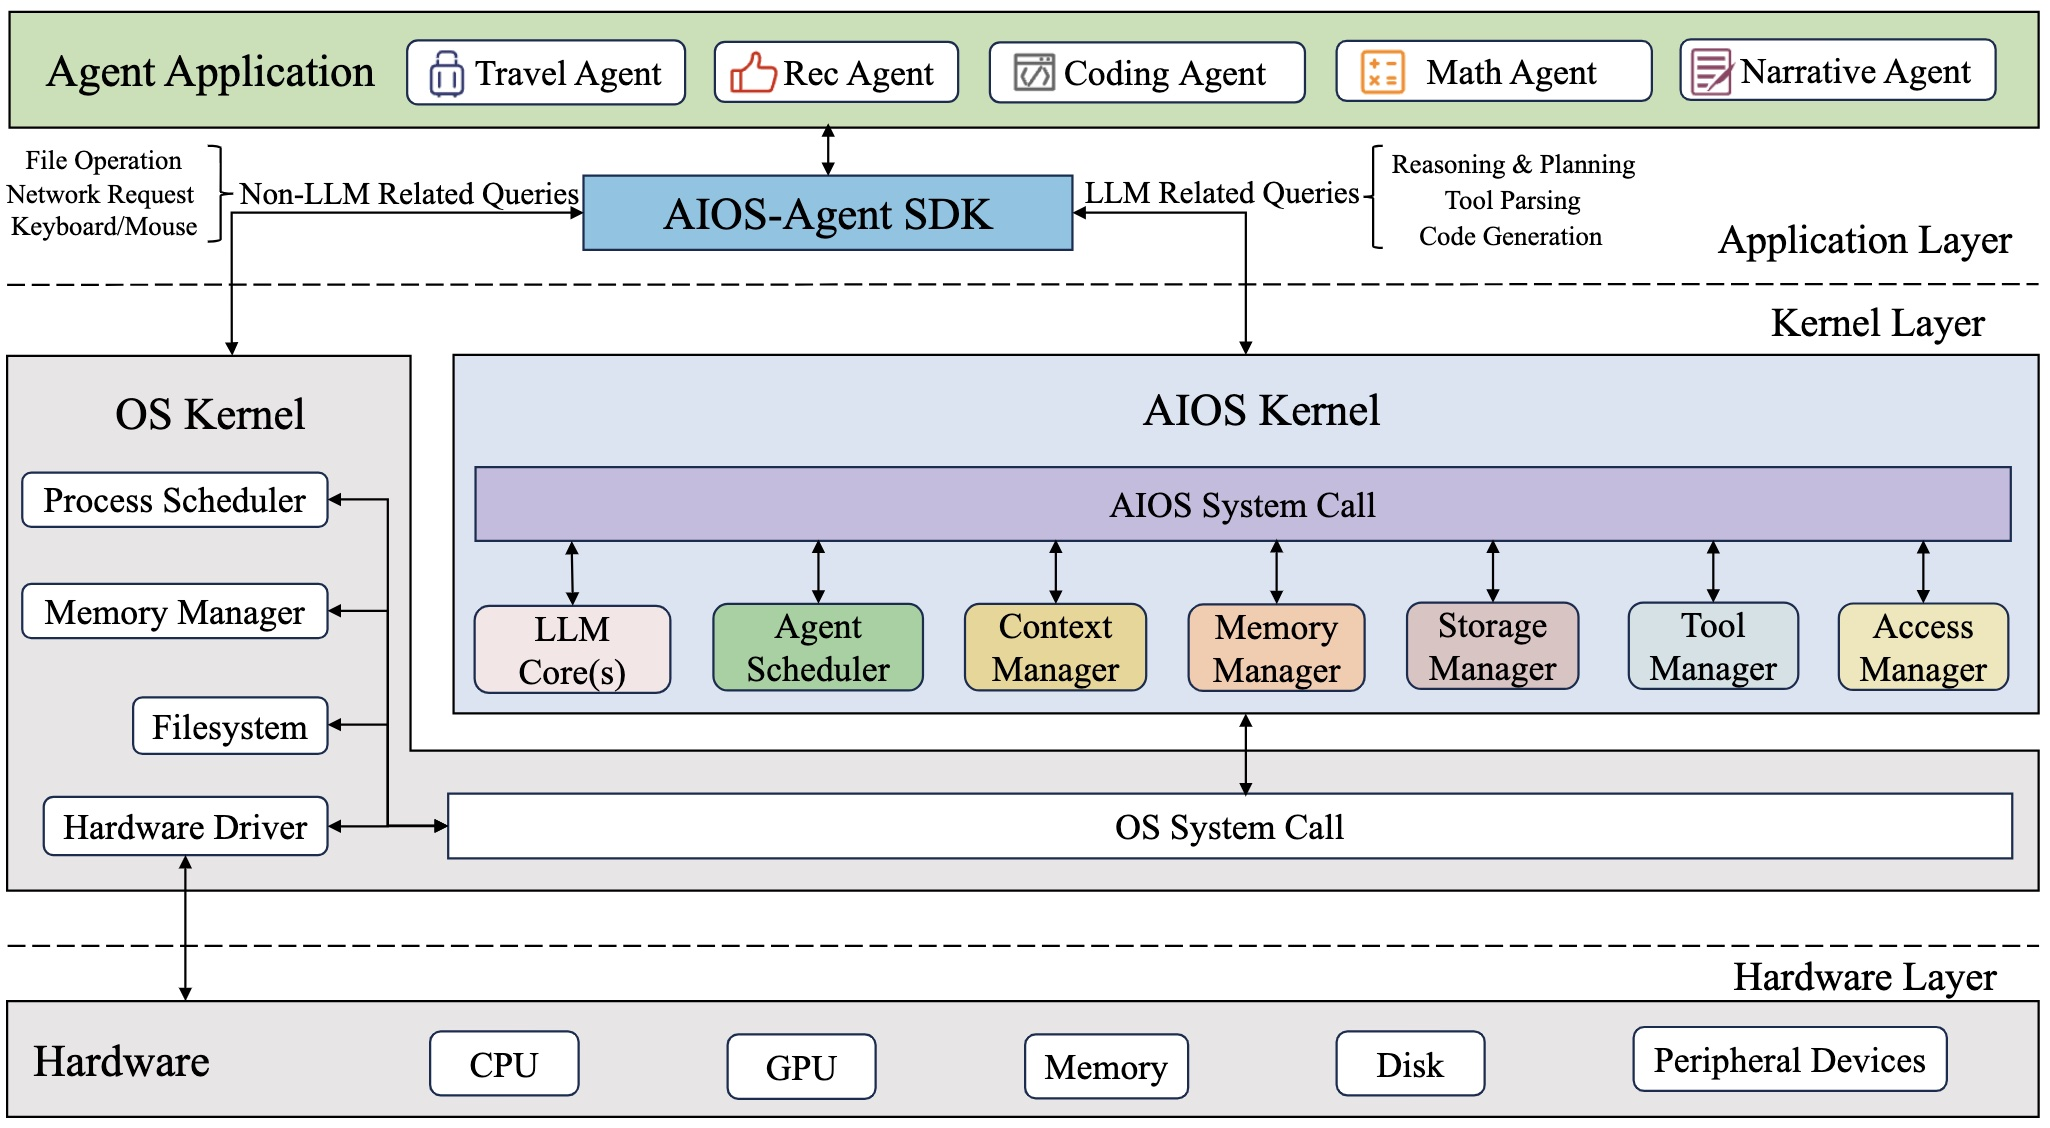 Agent Application
Travel Agent
Rec Agent
Coding Agent
Math Agent
Narrative Agent
File Operation
Network Request
Keyboard/Mouse
Non-LLM Related Queries
AIOS-Agent SDK
LLM Related Queries
Reasoning & Planning
Tool Parsing
Code Generation
Application Layer
Kernel Layer
OS Kernel
Process Scheduler
Memory Manager
Filesystem
Hardware Driver
AIOS Kernel
AIOS System Call
LLM
Core(s)
Agent
Scheduler
Context
Manager
Memory
Manager
Storage
Manager
Tool
Manager
Access
Manager
OS System Call
Hardware Layer
Hardware
CPU
GPU
Memory
Disk
Peripheral Devices